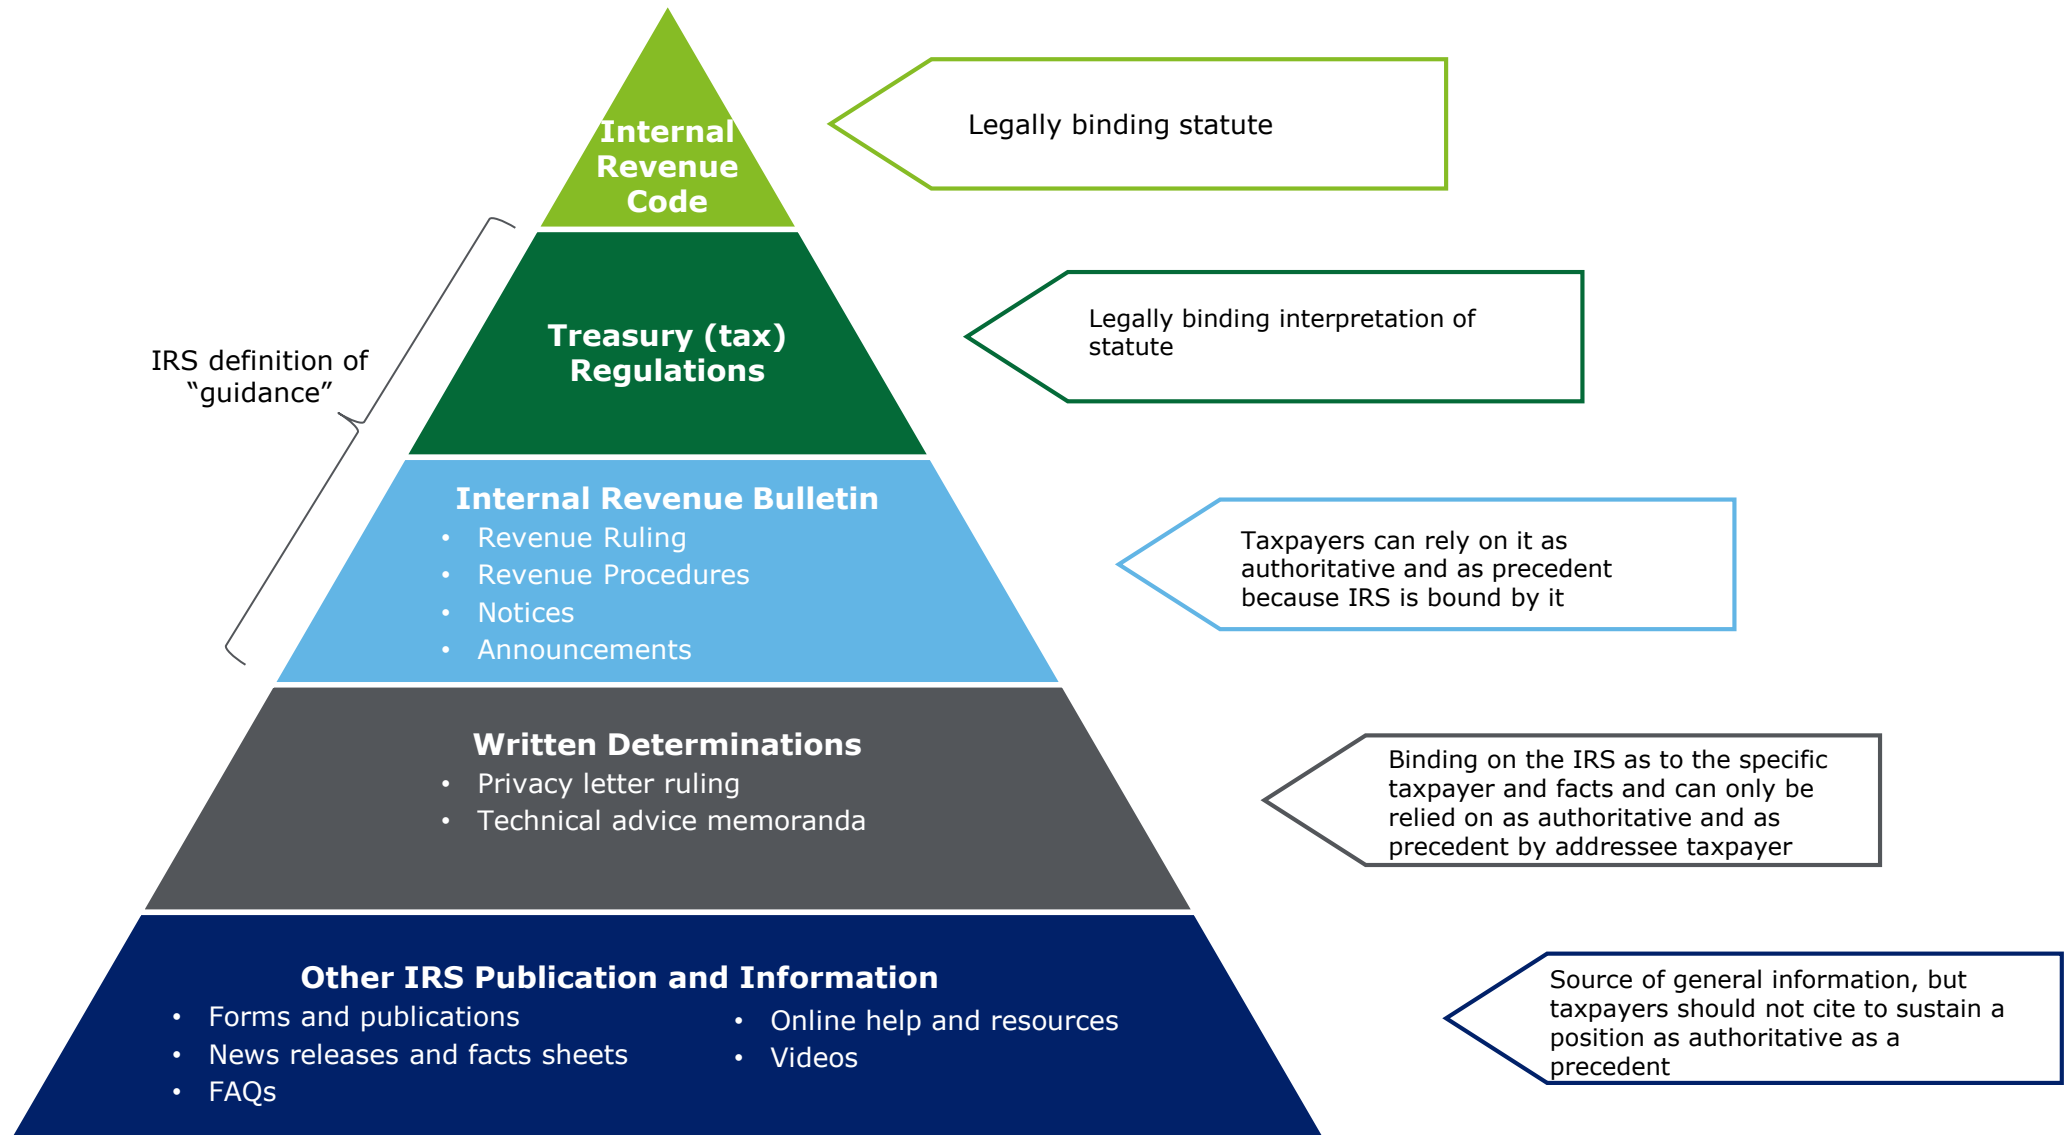 Internal
Revenue
Code
Legally binding statute
IRS definition of
“guidance”
Treasury (tax)
Regulations
Legally binding interpretation of
statute
Internal Revenue Bulletin
• Revenue Ruling
• Revenue Procedures
• Notices
• Announcements
Taxpayers can rely on it as
authoritative and as precedent
because IRS is bound by it
Written Determinations
• Privacy letter ruling
• Technical advice memoranda
Binding on the IRS as to the specific
taxpayer and facts and can only be
relied on as authoritative and as
precedent by addressee taxpayer
Other IRS Publication and Information
• Forms and publications
• News releases and facts sheets
• FAQs
• Online help and resources
• Videos
Source of general information, but
taxpayers should not cite to sustain a
position as authoritative as a
precedent